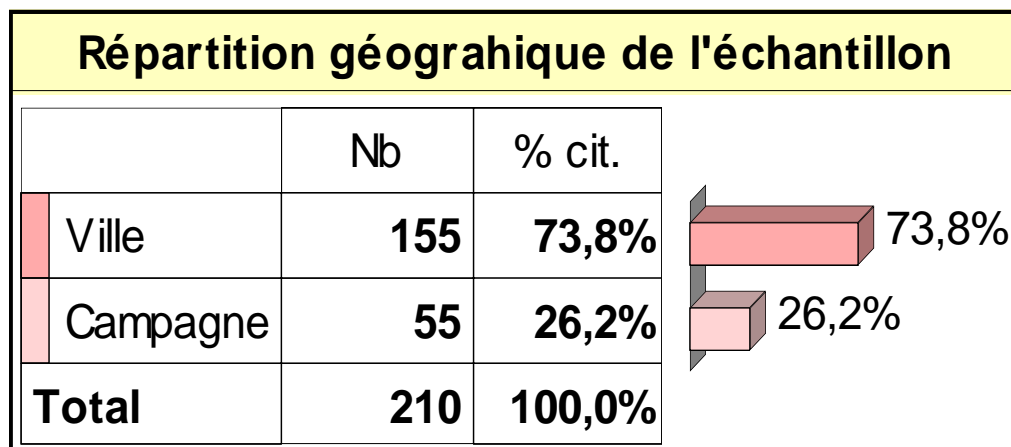 Répartition géograhique de l'échantillon
Nb % cit.
Ville 155 73,8% 73,8%
Campagne 55 26,2% 26,2%
Total 210 100,0%